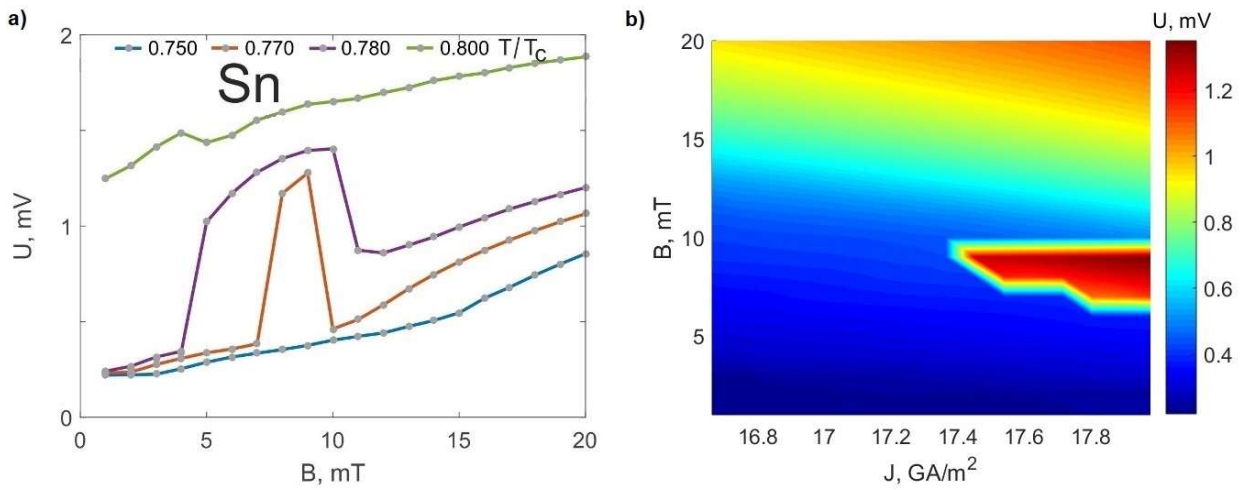 a)
0.750 0.770 0.780 0.800 T/T_C
Sn
2
1
0
U, mV
0 5 10 15 20
B, mT
b)
U, mV
20
15
10
5
B, mT
16.8 17 17.2 17.4 17.6 17.8
J, GA/m²
1.2
1
0.8
0.6
0.4